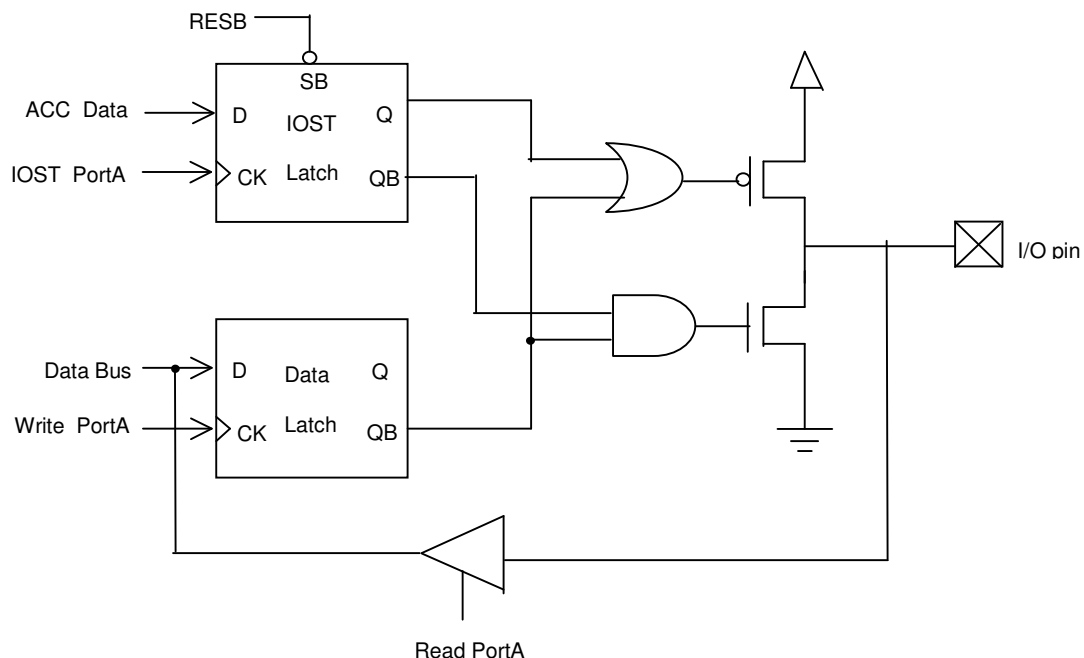 RESB
SB
ACC Data
D
IOST
Q
IOST PortA
CK
Latch
QB
I/O pin
Data Bus
D
Data
Q
Write PortA
CK
Latch
QB
Read PortA